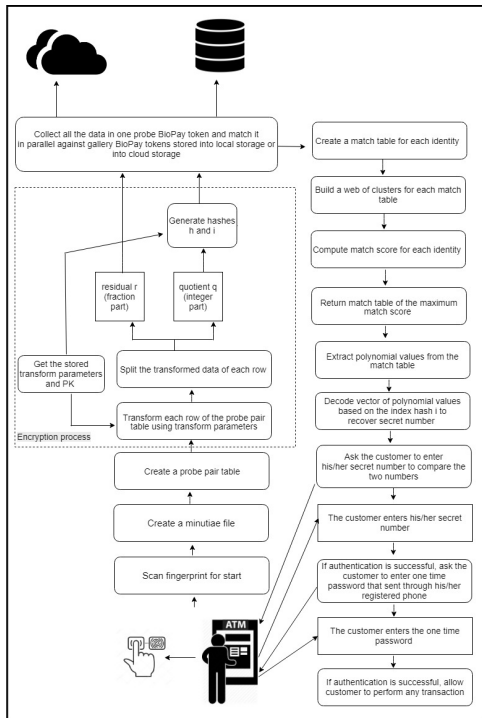 Collect all the data in one probe BioPay token and match it
in parallel against gallery BioPay tokens stored into local storage or
into cloud storage
Generate hashes
h and i
residual r
(fraction
part)
quotient q
(integer
part)
Get the stored
transform parameters
and PK
Split the transformed data of each row
Transform each row of the probe pair
table using transform parameters
Encryption process
Create a probe pair table
Create a minutiae file
Scan fingerprint for start
ATM
Create a match table for each identity
Build a web of clusters for each match
table
Compute match score for each identity
Return match table of the maximum
match score
Extract polynomial values from the
match table
Decode vector of polynomial values
based on the index hash i to
recover secret number
Ask the customer to enter
his/her secret number to compare the
two numbers
The customer enters his/her secret
number
If authentication is successful, ask the
customer to enter one time
password that sent through his/her
registered phone
The customer enters the one time
password
If authentication is successful, allow
customer to perform any transaction